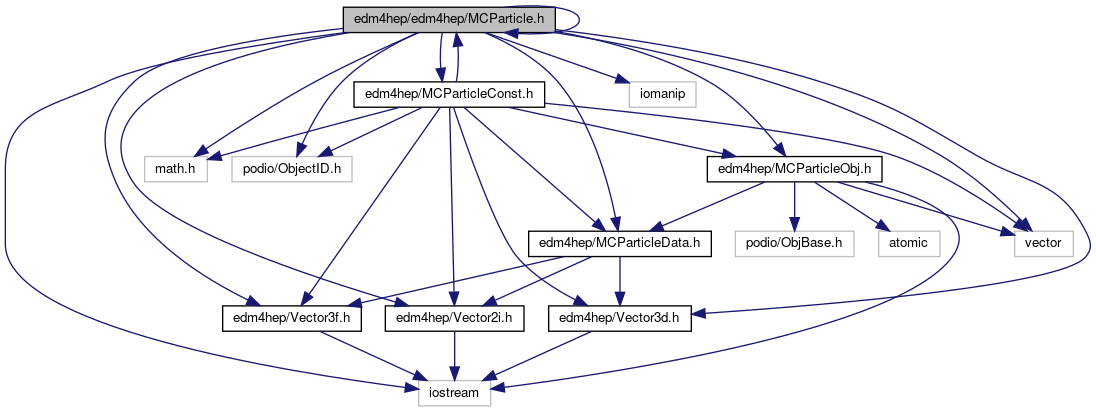 edm4hep/edm4hep/MCParticle.h
edm4hep/MCParticleConst.h
iomanip
math.h
podio/ObjectID.h
edm4hep/MCParticleObj.h
edm4hep/MCParticleData.h
podio/ObjBase.h
atomic
vector
edm4hep/Vector3f.h
edm4hep/Vector2i.h
edm4hep/Vector3d.h
iostream